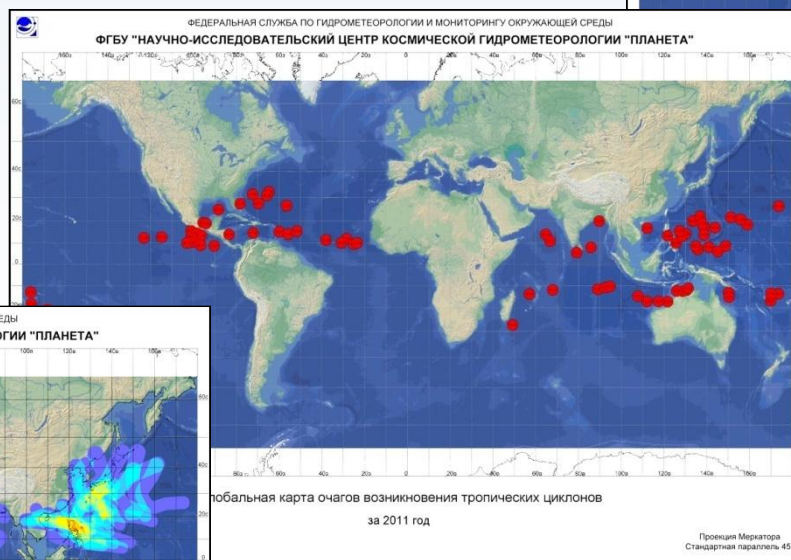 ФЕДЕРАЛЬНАЯ СЛУЖБА ПО ГИДРОМЕТЕОРОЛОГИИ И МОНИТОРИНГУ ОКРУЖАЮЩЕЙ СРЕДЫ
ФГБУ "НАУЧНО-ИССЛЕДОВАТЕЛЬСКИЙ ЦЕНТР КОСМИЧЕСКОЙ ГИДРОМЕТЕОРОЛОГИИ "ПЛАНЕТА"
лобальная карта очагов возникновения тропических циклонов
за 2011 год
Проекция Меркатора
Стандартная параллель 45
ЕДЫ
ОГИИ "ПЛАНЕТА"